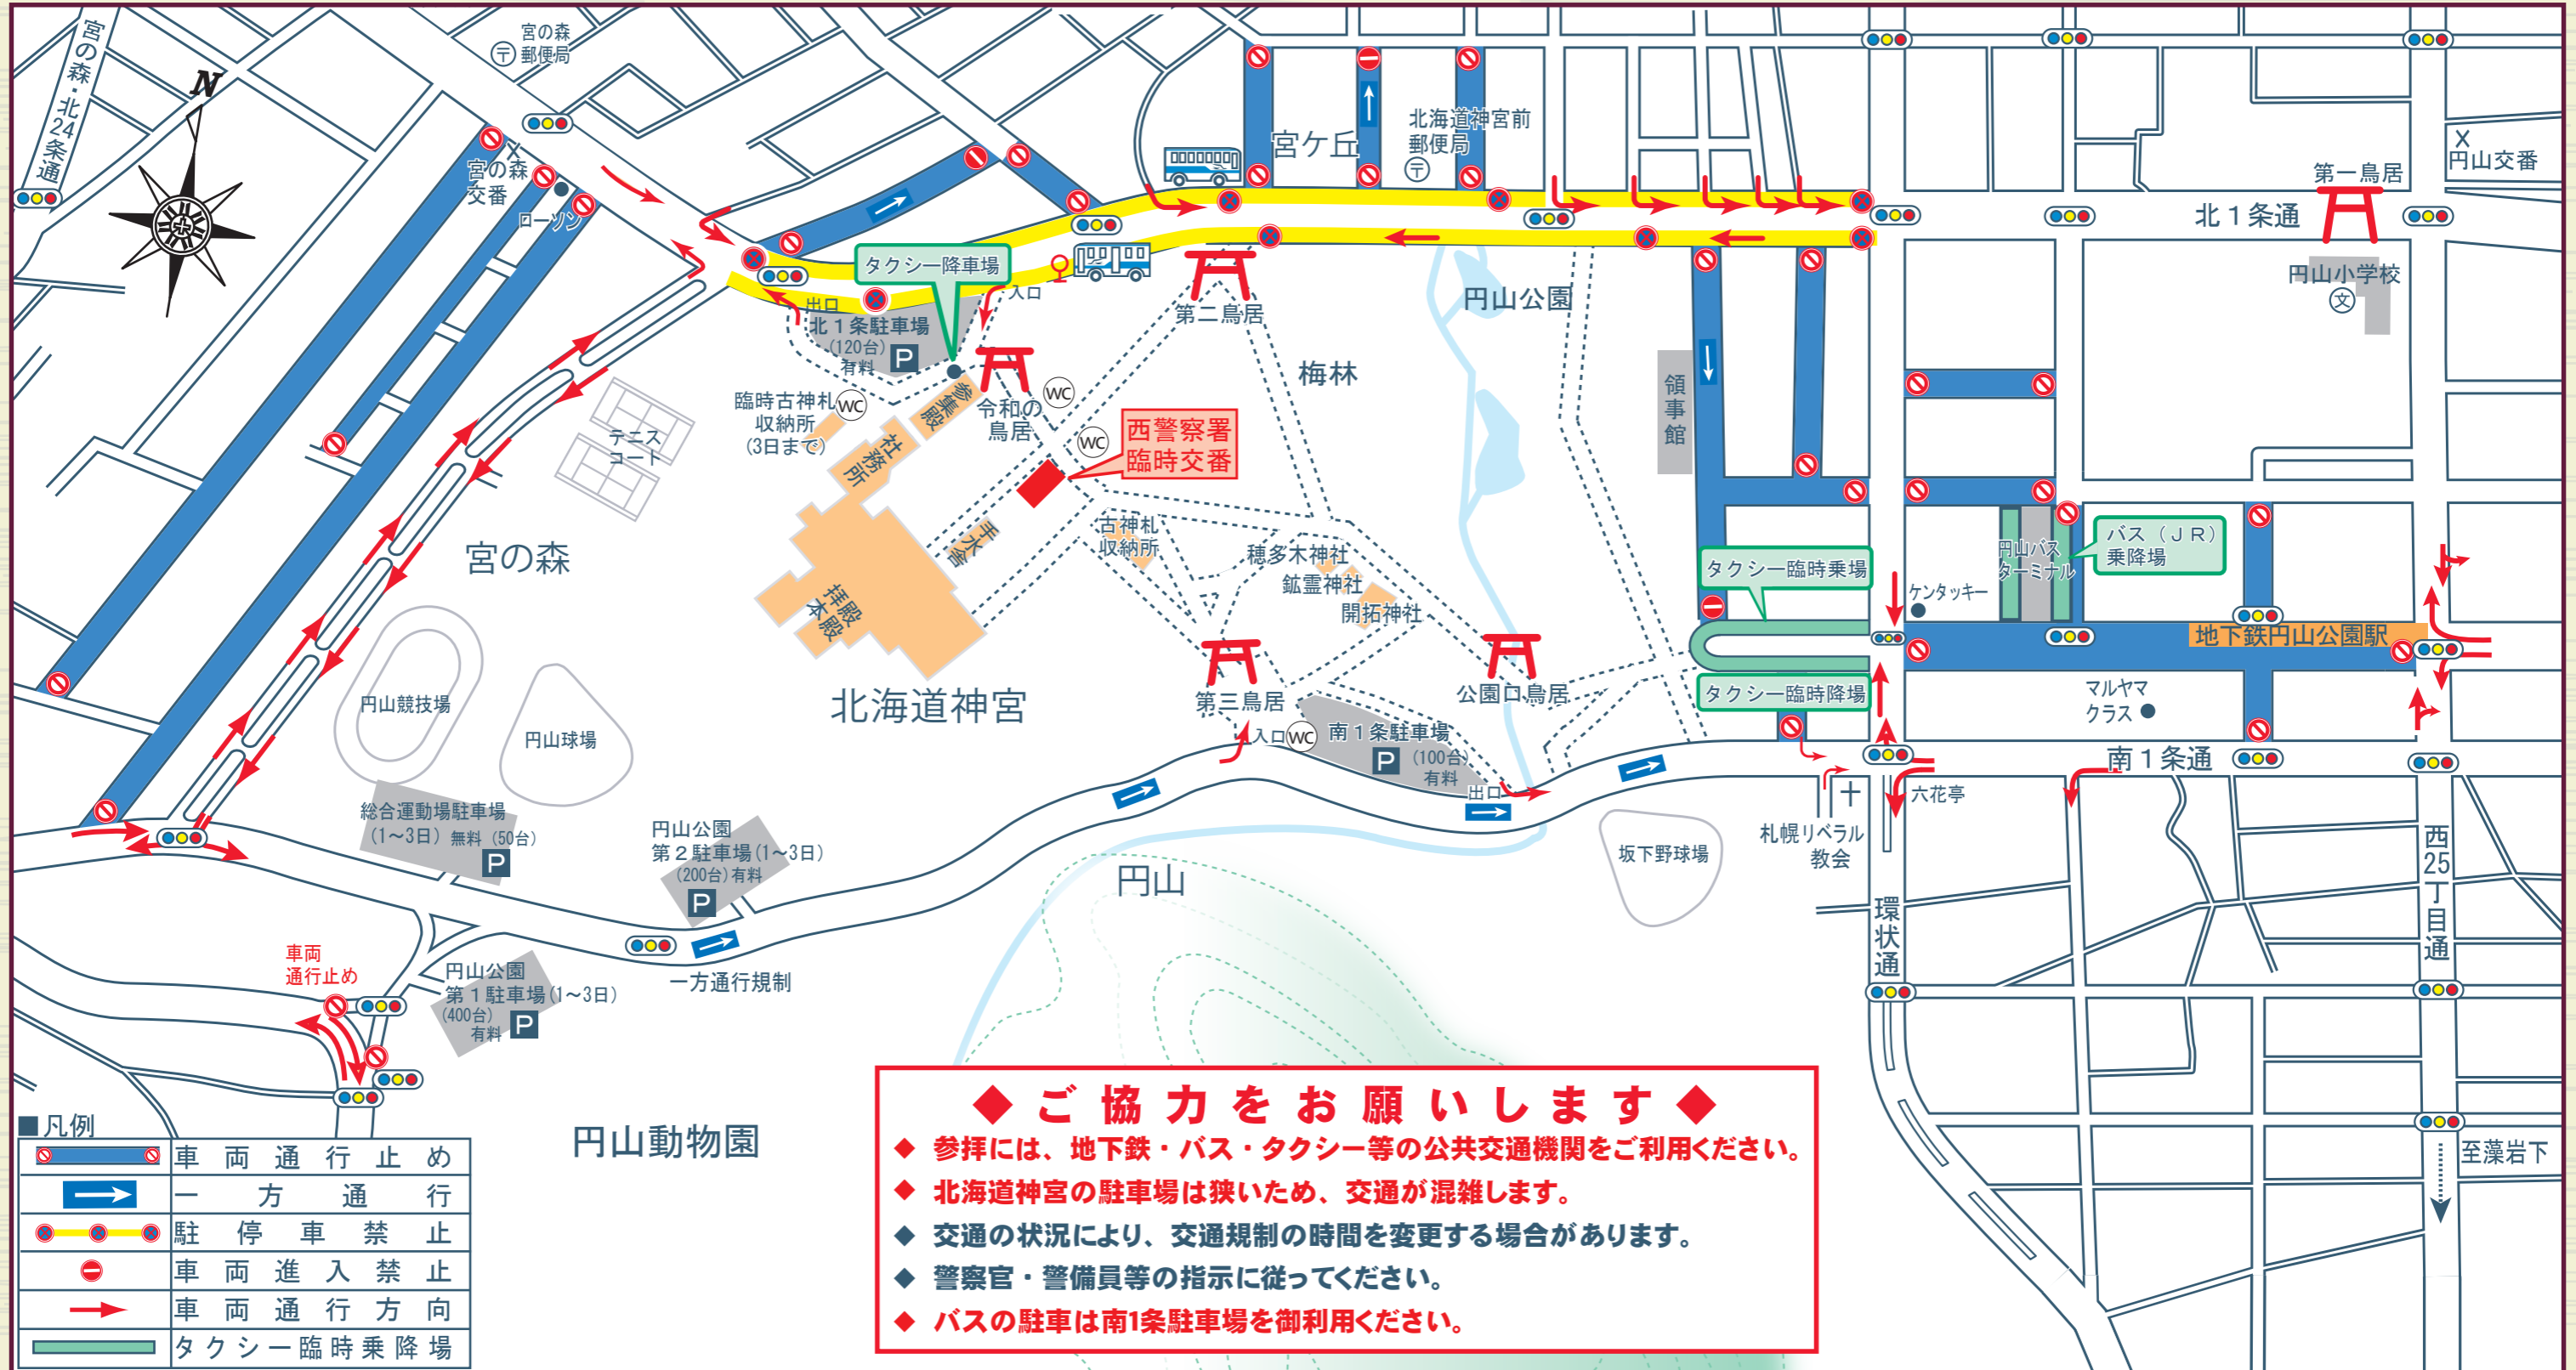 宮の森・北24条通
N
〒
宮の森
郵便局
宮の森
交番
ローソン
宮ケ丘
北海道神宮前
郵便局
〒
円山交番
第一鳥居
北1条通
円山小学校
文
タクシー降車場
出口
入口
北1条駐車場
(120台)
有料
P
第二鳥居
円山公園
梅林
領事館
臨時古神札
収納所
(3日まで)
WC
参集殿
令和の
鳥居
WC
WC
西警察署
臨時交番
社務所
テニス
コート
宮の森
手水舎
古神札
収納所
穂多木神社
鉱霊神社
開拓神社
拝殿
本殿
北海道神宮
円山バス
ターミナル
バス(JR)
乗降場
タクシー臨時乗場
ケンタッキー
地下鉄円山公園駅
タクシー臨時降場
マルヤマ
クラス
円山競技場
円山球場
第三鳥居
公園口鳥居
入口
WC
南1条駐車場
P
(100台)
有料
出口
南1条通
六花亭
札幌リベラル
教会
坂下野球場
総合運動場駐車場
(1～3日) 無料 (50台)
P
円山公園
第2駐車場(1～3日)
(200台)有料
P
円山
環状通
西25丁目通
車両
通行止め
円山公園
第1駐車場(1～3日)
(400台)
有料
P
一方通行規制
円山動物園
至藻岩下
■凡例
車両通行止め
一方通行
駐停車禁止
車両進入禁止
車両通行方向
タクシー臨時乗降場
◆ご協力をお願いします◆
◆ 参拝には、地下鉄・バス・タクシー等の公共交通機関をご利用ください。
◆ 北海道神宮の駐車場は狭いため、交通が混雑します。
◆ 交通の状況により、交通規制の時間を変更する場合があります。
◆ 警察官・警備員等の指示に従ってください。
◆ バスの駐車は南1条駐車場を御利用ください。